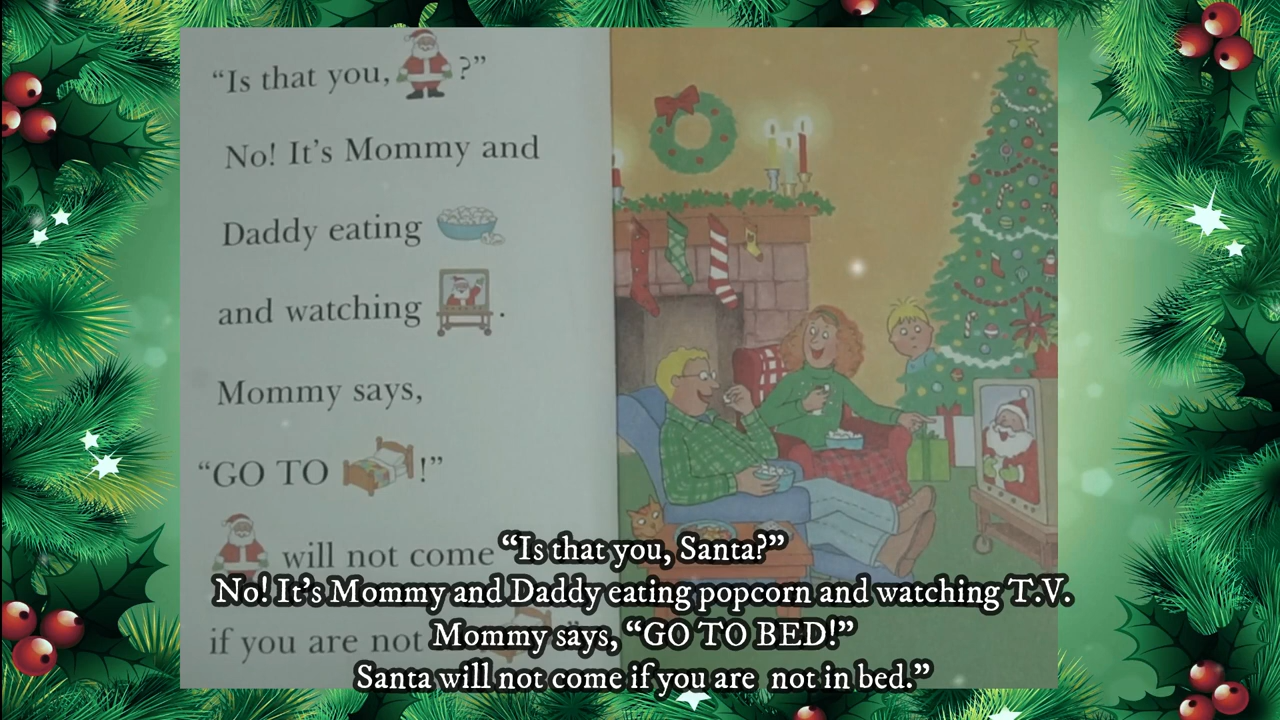 “Is that you, ?”
No! It’s Mommy and
Daddy eating
and watching .
Mommy says,
“GO TO !”
will not come
if you are not ”
“Is that you, Santa?”
No! It’s Mommy and Daddy eating popcorn and watching T.V.
Mommy says, “GO TO BED!”
Santa will not come if you are not in bed.”